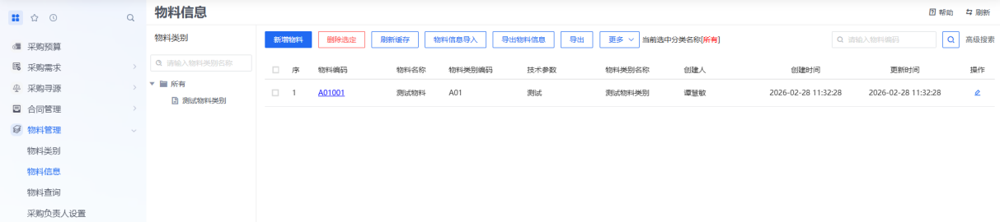 物料信息
帮助 刷新
采购预算
采购需求
采购寻源
合同管理
物料管理
物料类别
物料信息
物料查询
采购负责人设置
物料类别
请输入物料类别名称
所有
测试物料类别
新增物料 删除选定 刷新缓存 物料信息导入 导出物料信息 导出 更多 当前选中分类名称[所有] 请输入物料编码 高级搜索
序 物料编码 物料名称 物料类别编码 技术参数 物料类别名称 创建人 创建时间 更新时间 操作
1 A01001 测试物料 A01 测试 测试物料类别 谭慧敏 2026-02-28 11:32:28 2026-02-28 11:32:28